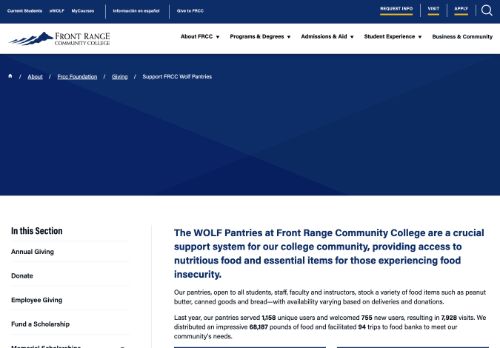 Current Students eWOLF MyCourses Información en español Give to FRCC REQUEST INFO VISIT APPLY
FRONT RANGE
COMMUNITY COLLEGE
About FRCC Programs & Degrees Admissions & Aid Student Experience Business & Community
/ About / Frcc Foundation / Giving / Support FRCC Wolf Pantries
In this Section
Annual Giving
Donate
Employee Giving
Fund a Scholarship
Memorial Scholarships
The WOLF Pantries at Front Range Community College are a crucial
support system for our college community, providing access to
nutritious food and essential items for those experiencing food
insecurity.
Our pantries, open to all students, staff, faculty and instructors, stock a variety of food items such as peanut
butter, canned goods and bread—with availability varying based on deliveries and donations.
Last year, our pantries served 1,158 unique users and welcomed 755 new users, resulting in 7,928 visits. We
distributed an impressive 68,187 pounds of food and facilitated 94 trips to food banks to meet our
community's needs.